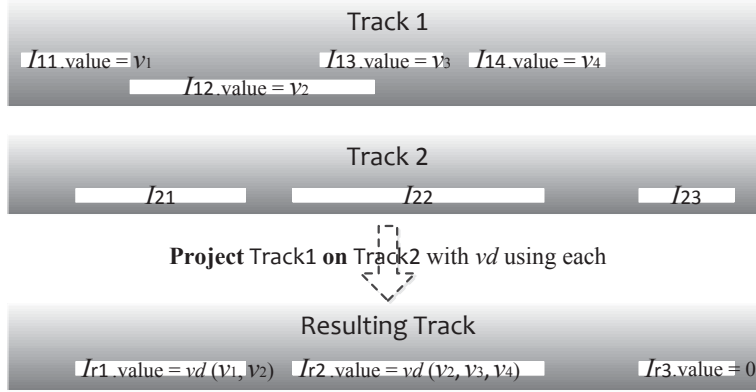 Track 1
I11.value = v1 I13.value = v3 I14.value = v4
I12.value = v2
Track 2
I21 I22 I23
Project Track1 on Track2 with vd using each
Resulting Track
Ir1.value = vd (v1, v2) Ir2.value = vd (v2, v3, v4) Ir3.value = 0